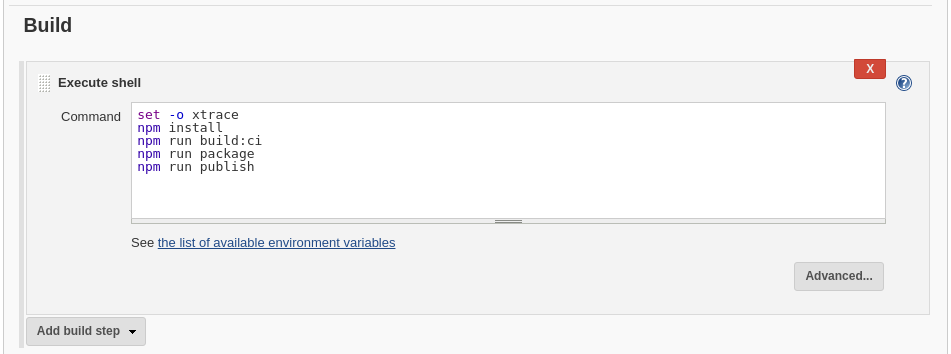 Build
X
Execute shell
?
Command
set -o xtrace
npm install
npm run build:ci
npm run package
npm run publish
See the list of available environment variables
Advanced...
Add build step